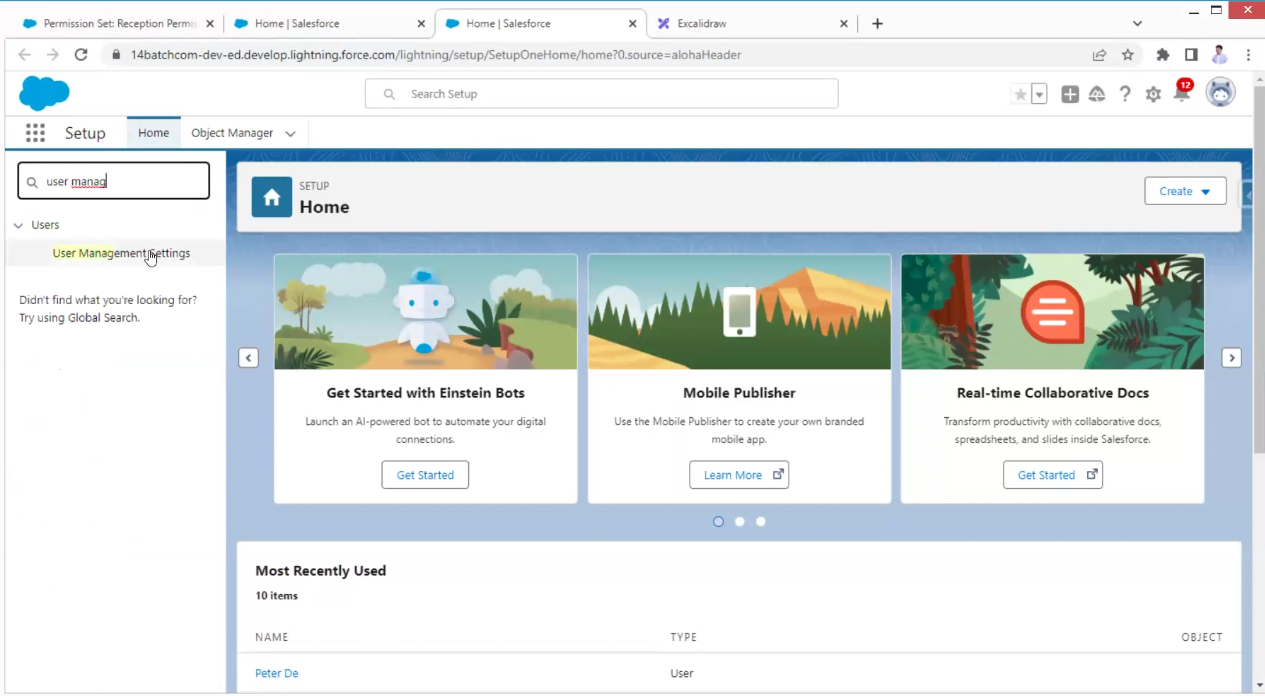 Permission Set: Reception Permis
Home | Salesforce
Home | Salesforce
Excalidraw
14batchcom-dev-ed.develop.lightning.force.com/lightning/setup/SetupOneHome/home?0.source=alohaHeader
Search Setup
12
Setup
Home
Object Manager
user manag
Users
User Management Settings
Didn't find what you're looking for?
Try using Global Search.
SETUP
Home
Create
Get Started with Einstein Bots
Launch an AI-powered bot to automate your digital
connections.
Get Started
Mobile Publisher
Use the Mobile Publisher to create your own branded
mobile app.
Learn More
Real-time Collaborative Docs
Transform productivity with collaborative docs,
spreadsheets, and slides inside Salesforce.
Get Started
Most Recently Used
10 items
NAME TYPE OBJECT
Peter De User